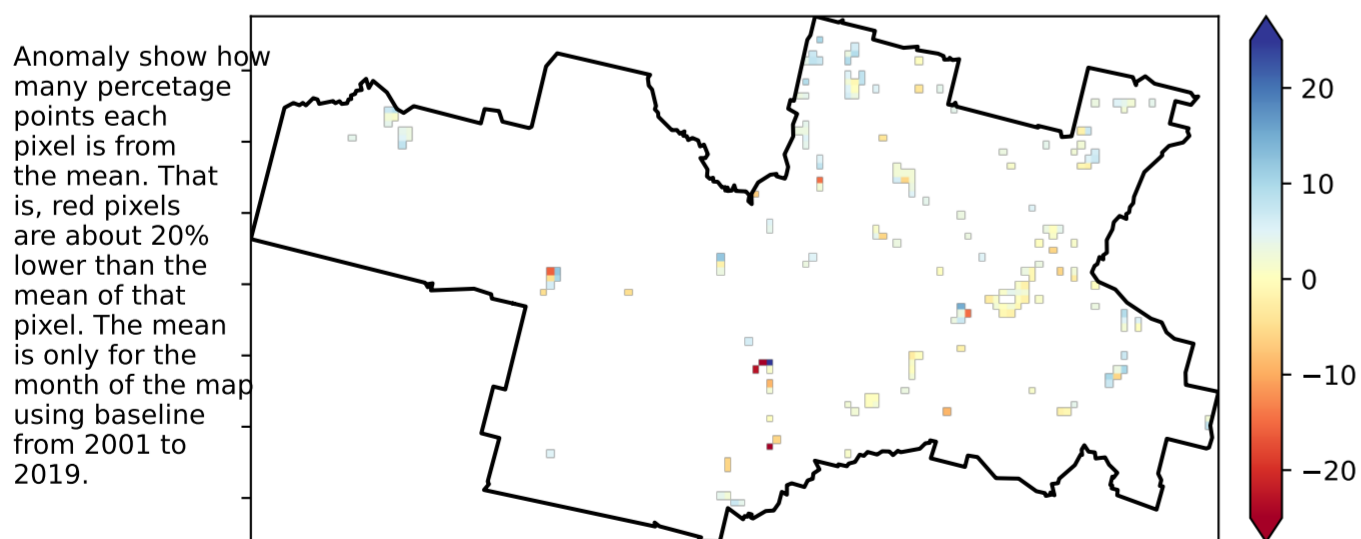 Anomaly show how
many percetage
points each
pixel is from
the mean. That
is, red pixels
are about 20%
lower than the
mean of that
pixel. The mean
is only for the
month of the map
using baseline
from 2001 to
2019.
20
10
0
−10
−20